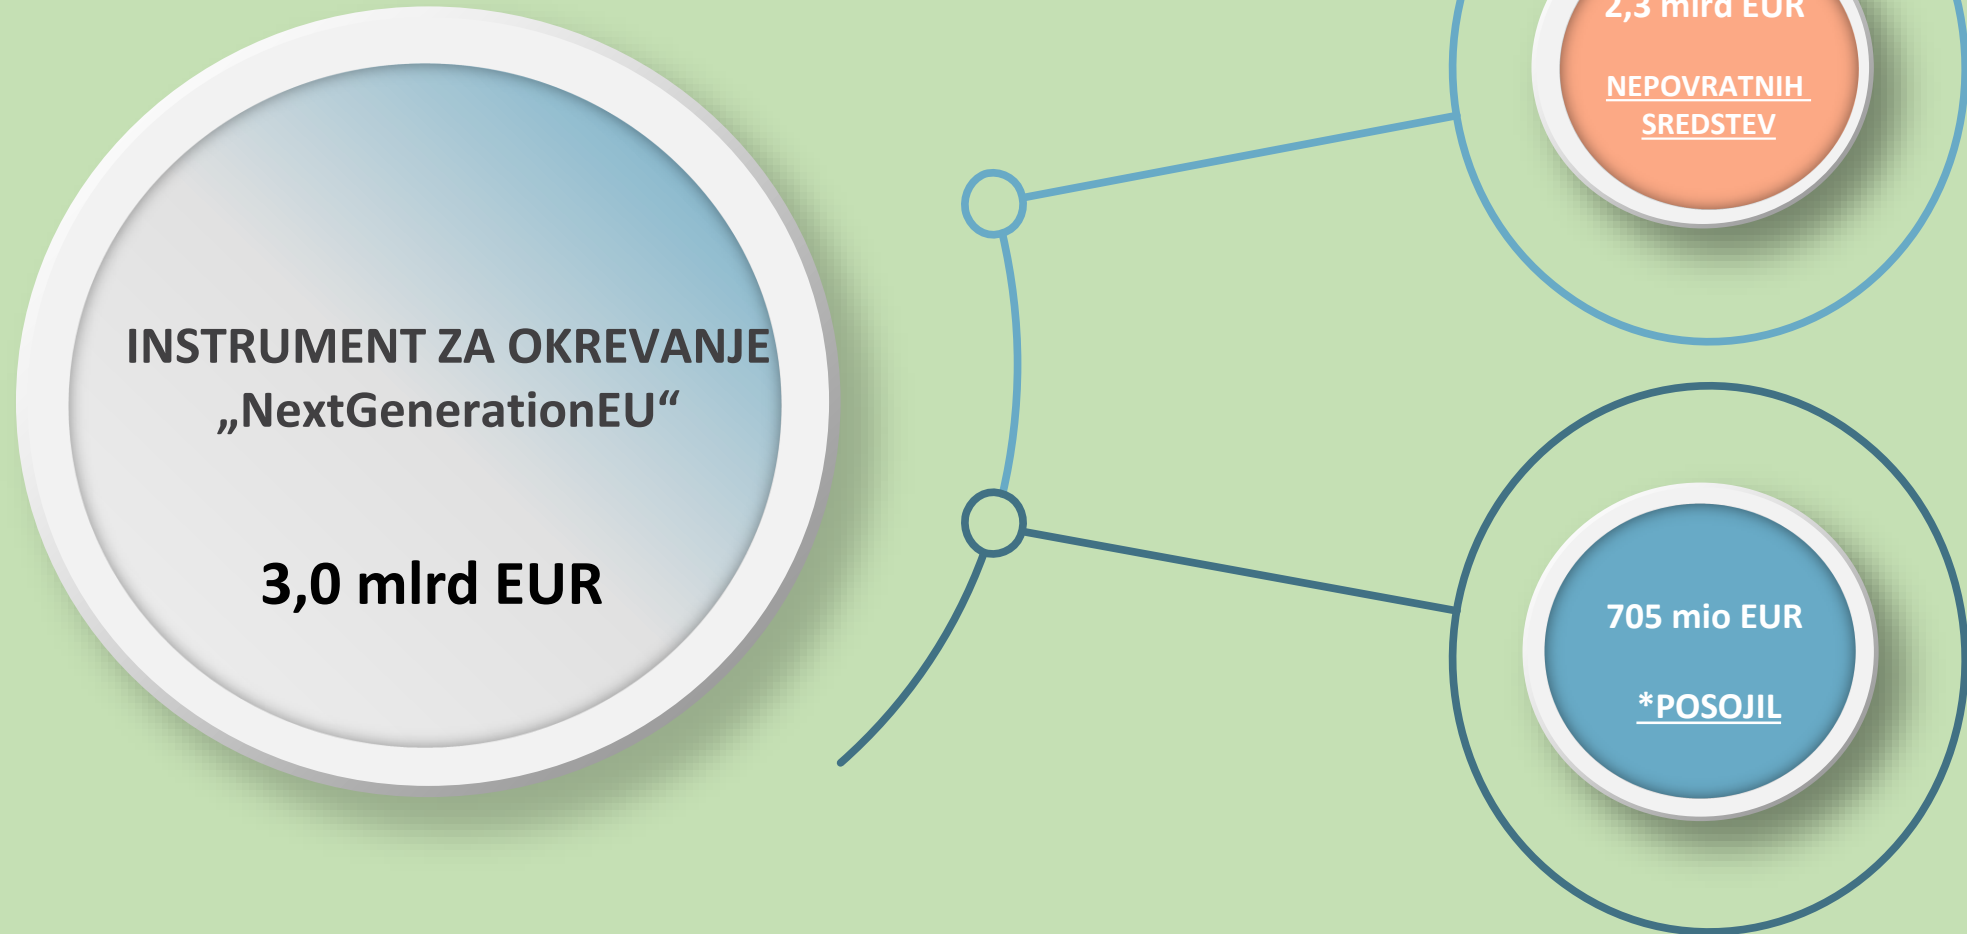 INSTRUMENT ZA OKREVANJE
„NextGenerationEU“
3,0 mlrd EUR
2,3 mlrd EUR
NEPOVRATNIH
SREDSTEV
705 mio EUR
*POSOJIL